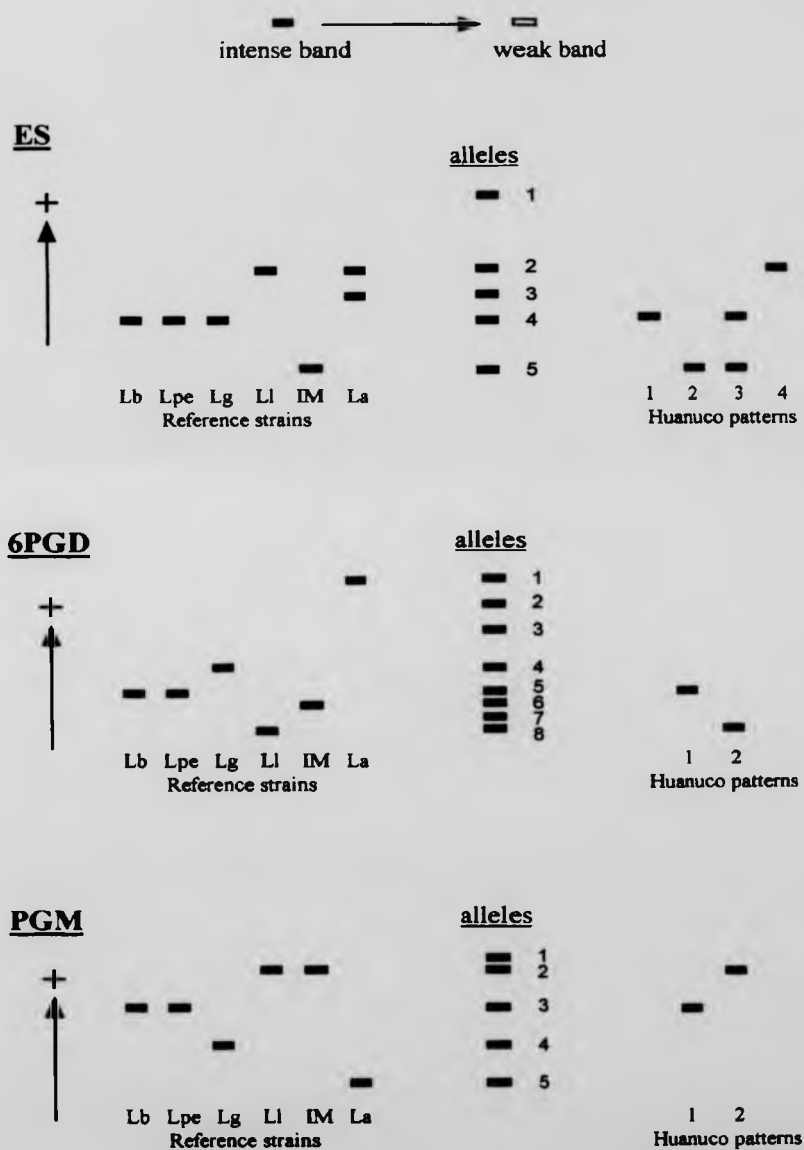 intense band weak band
ES
alleles
+
1
2
3
4
5
Lb Lpe Lg Ll IM La
Reference strains
1 2 3 4
Huanuco patterns
6PGD
alleles
+
1
2
3
4
5
6
7
8
Lb Lpe Lg Ll IM La
Reference strains
1 2
Huanuco patterns
PGM
alleles
+
1
2
3
4
5
Lb Lpe Lg Ll IM La
Reference strains
1 2
Huanuco patterns